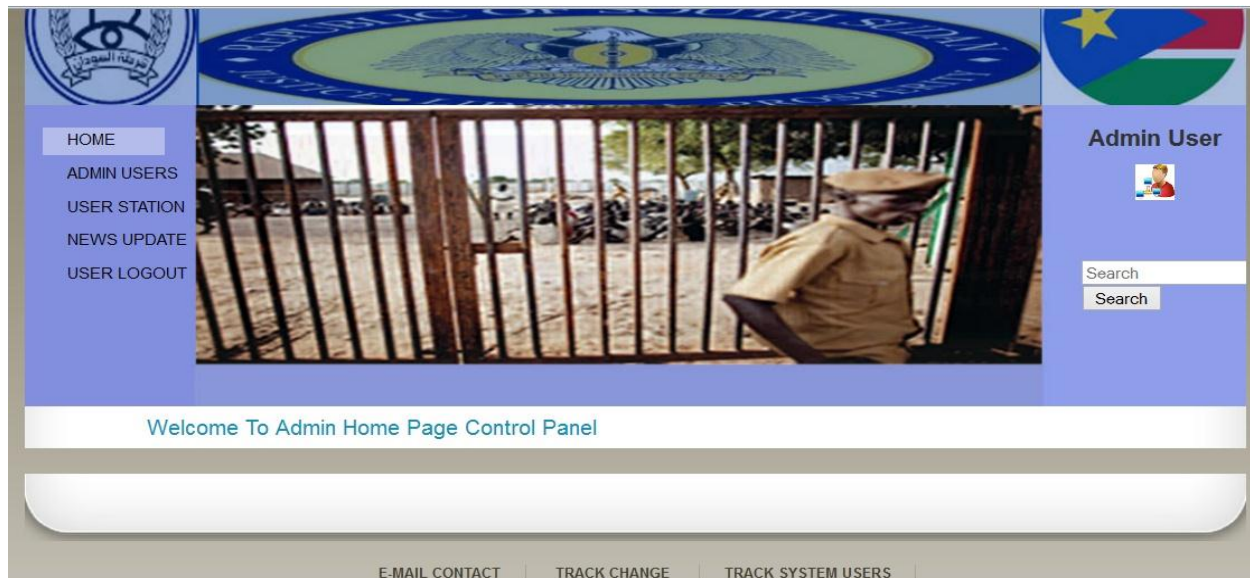 REPUBLIC OF SOUTH SUDAN
JUSTICE
HOME
ADMIN USERS
USER STATION
NEWS UPDATE
USER LOGOUT
Admin User
Search
Search
Welcome To Admin Home Page Control Panel
E-MAIL CONTACT
TRACK CHANGE
TRACK SYSTEM USERS